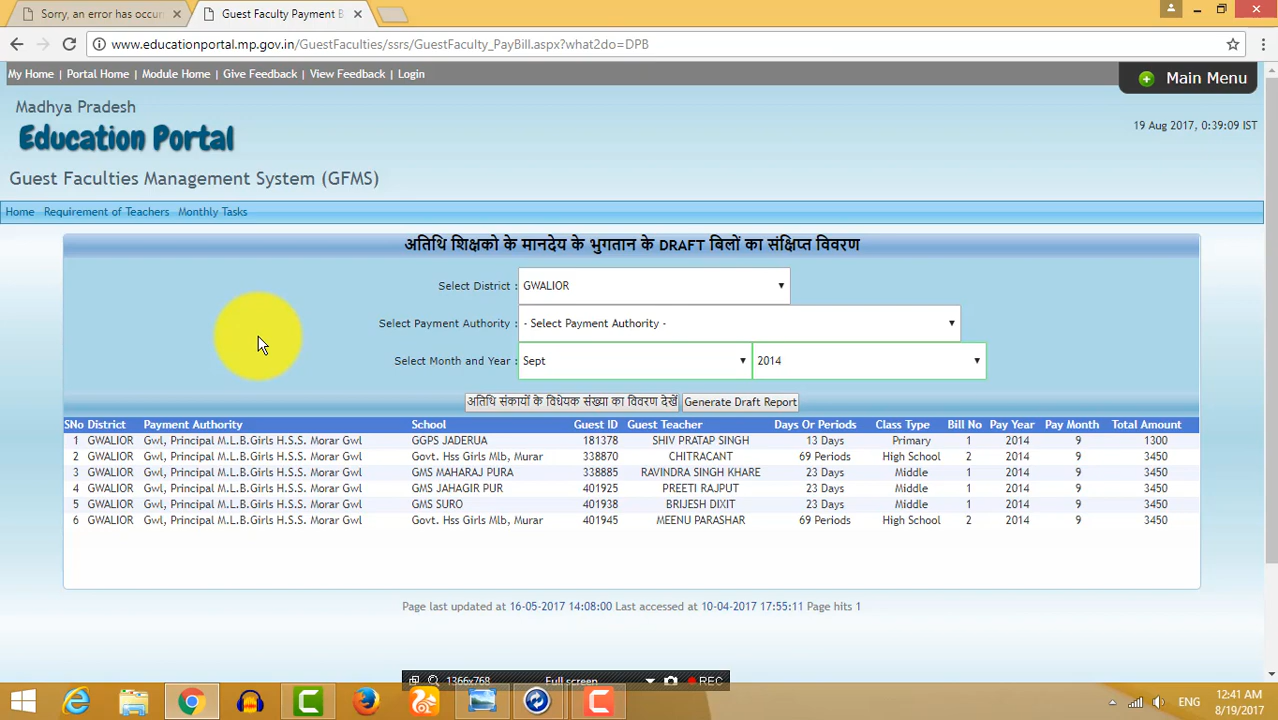 Sorry, an error has occurr
Guest Faculty Payment B
www.educationportal.mp.gov.in/GuestFaculties/ssrs/GuestFaculty_PayBill.aspx?what2do=DPB
My Home | Portal Home | Module Home | Give Feedback | View Feedback | Login
Main Menu
Madhya Pradesh
19 Aug 2017, 0:39:09 IST
Education Portal
Guest Faculties Management System (GFMS)
Home Requirement of Teachers Monthly Tasks
अतिथि शिक्षको के मानदेय के भुगतान के DRAFT बिलों का संक्षिप्त विवरण
Select District : GWALIOR
Select Payment Authority : - Select Payment Authority -
Select Month and Year : Sept 2014
अतिथि संकायों के विधेयक संख्या का विवरण देखें Generate Draft Report
SNo District Payment Authority School Guest ID Guest Teacher Days Or Periods Class Type Bill No Pay Year Pay Month Total Amount
1 GWALIOR Gwl, Principal M.L.B.Girls H.S.S. Morar Gwl GGPS JADERUA 181378 SHIV PRATAP SINGH 13 Days Primary 1 2014 9 1300
2 GWALIOR Gwl, Principal M.L.B.Girls H.S.S. Morar Gwl Govt. Hss Girls Mlb, Murar 338870 CHITRACANT 69 Periods High School 2 2014 9 3450
3 GWALIOR Gwl, Principal M.L.B.Girls H.S.S. Morar Gwl GMS MAHARAJ PURA 338885 RAVINDRA SINGH KHARE 23 Days Middle 1 2014 9 3450
4 GWALIOR Gwl, Principal M.L.B.Girls H.S.S. Morar Gwl GMS JAHAGIR PUR 401925 PREETI RAJPUT 23 Days Middle 1 2014 9 3450
5 GWALIOR Gwl, Principal M.L.B.Girls H.S.S. Morar Gwl GMS SURO 401938 BRIJESH DIXIT 23 Days Middle 1 2014 9 3450
6 GWALIOR Gwl, Principal M.L.B.Girls H.S.S. Morar Gwl Govt. Hss Girls Mlb, Murar 401945 MEENU PARASHAR 69 Periods High School 2 2014 9 3450
Page last updated at 16-05-2017 14:08:00 Last accessed at 10-04-2017 17:55:11 Page hits 1
1366x768 Full screen REC
ENG
12:41 AM
8/19/2017